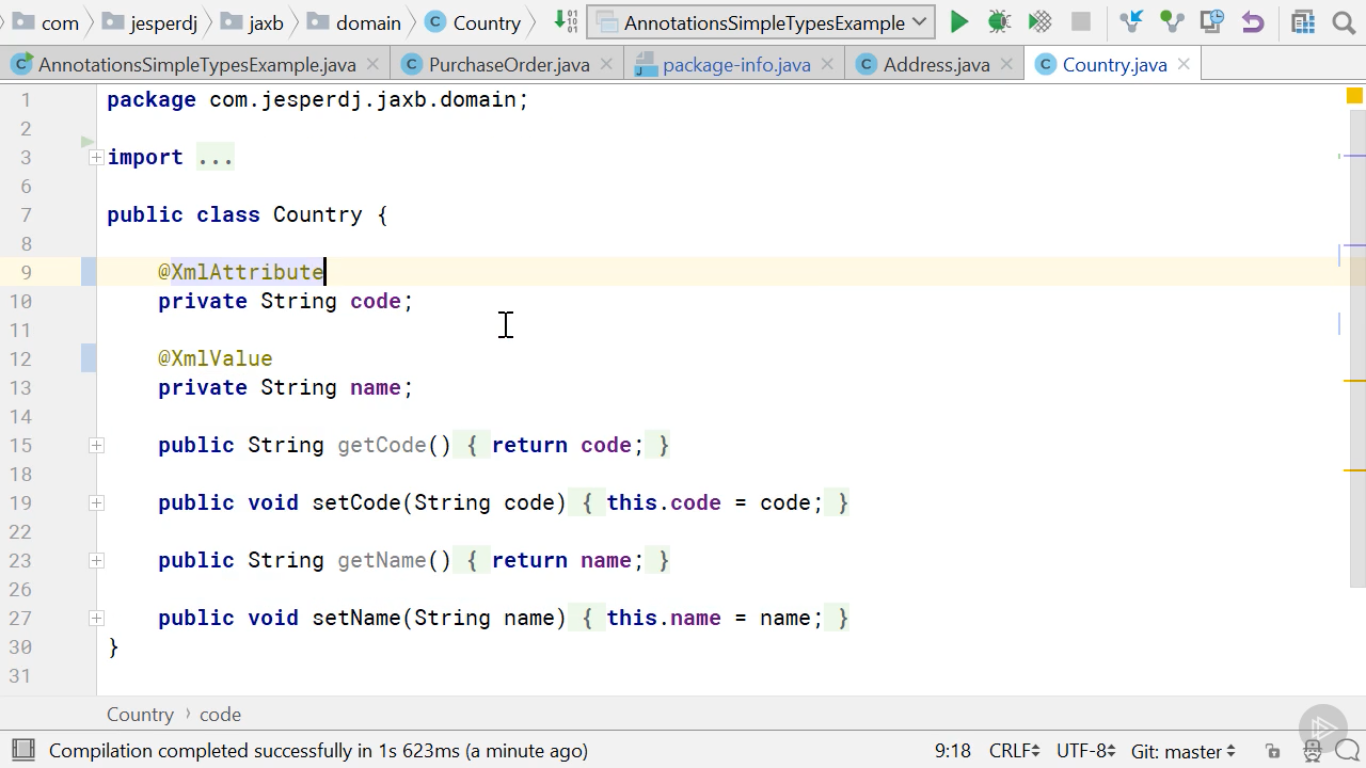 com jesperdj jaxb domain Country AnnotationsSimpleTypesExample
AnnotationsSimpleTypesExample.java PurchaseOrder.java package-info.java Address.java Country.java
1 package com.jesperdj.jaxb.domain;
2
3 import ...
6
7 public class Country {
8
9 @XmlAttribute
10 private String code;
11
12 @XmlValue
13 private String name;
14
15 public String getCode() { return code; }
18
19 public void setCode(String code) { this.code = code; }
22
23 public String getName() { return name; }
26
27 public void setName(String name) { this.name = name; }
30 }
31
Country › code
Compilation completed successfully in 1s 623ms (a minute ago) 9:18 CRLF UTF-8 Git: master